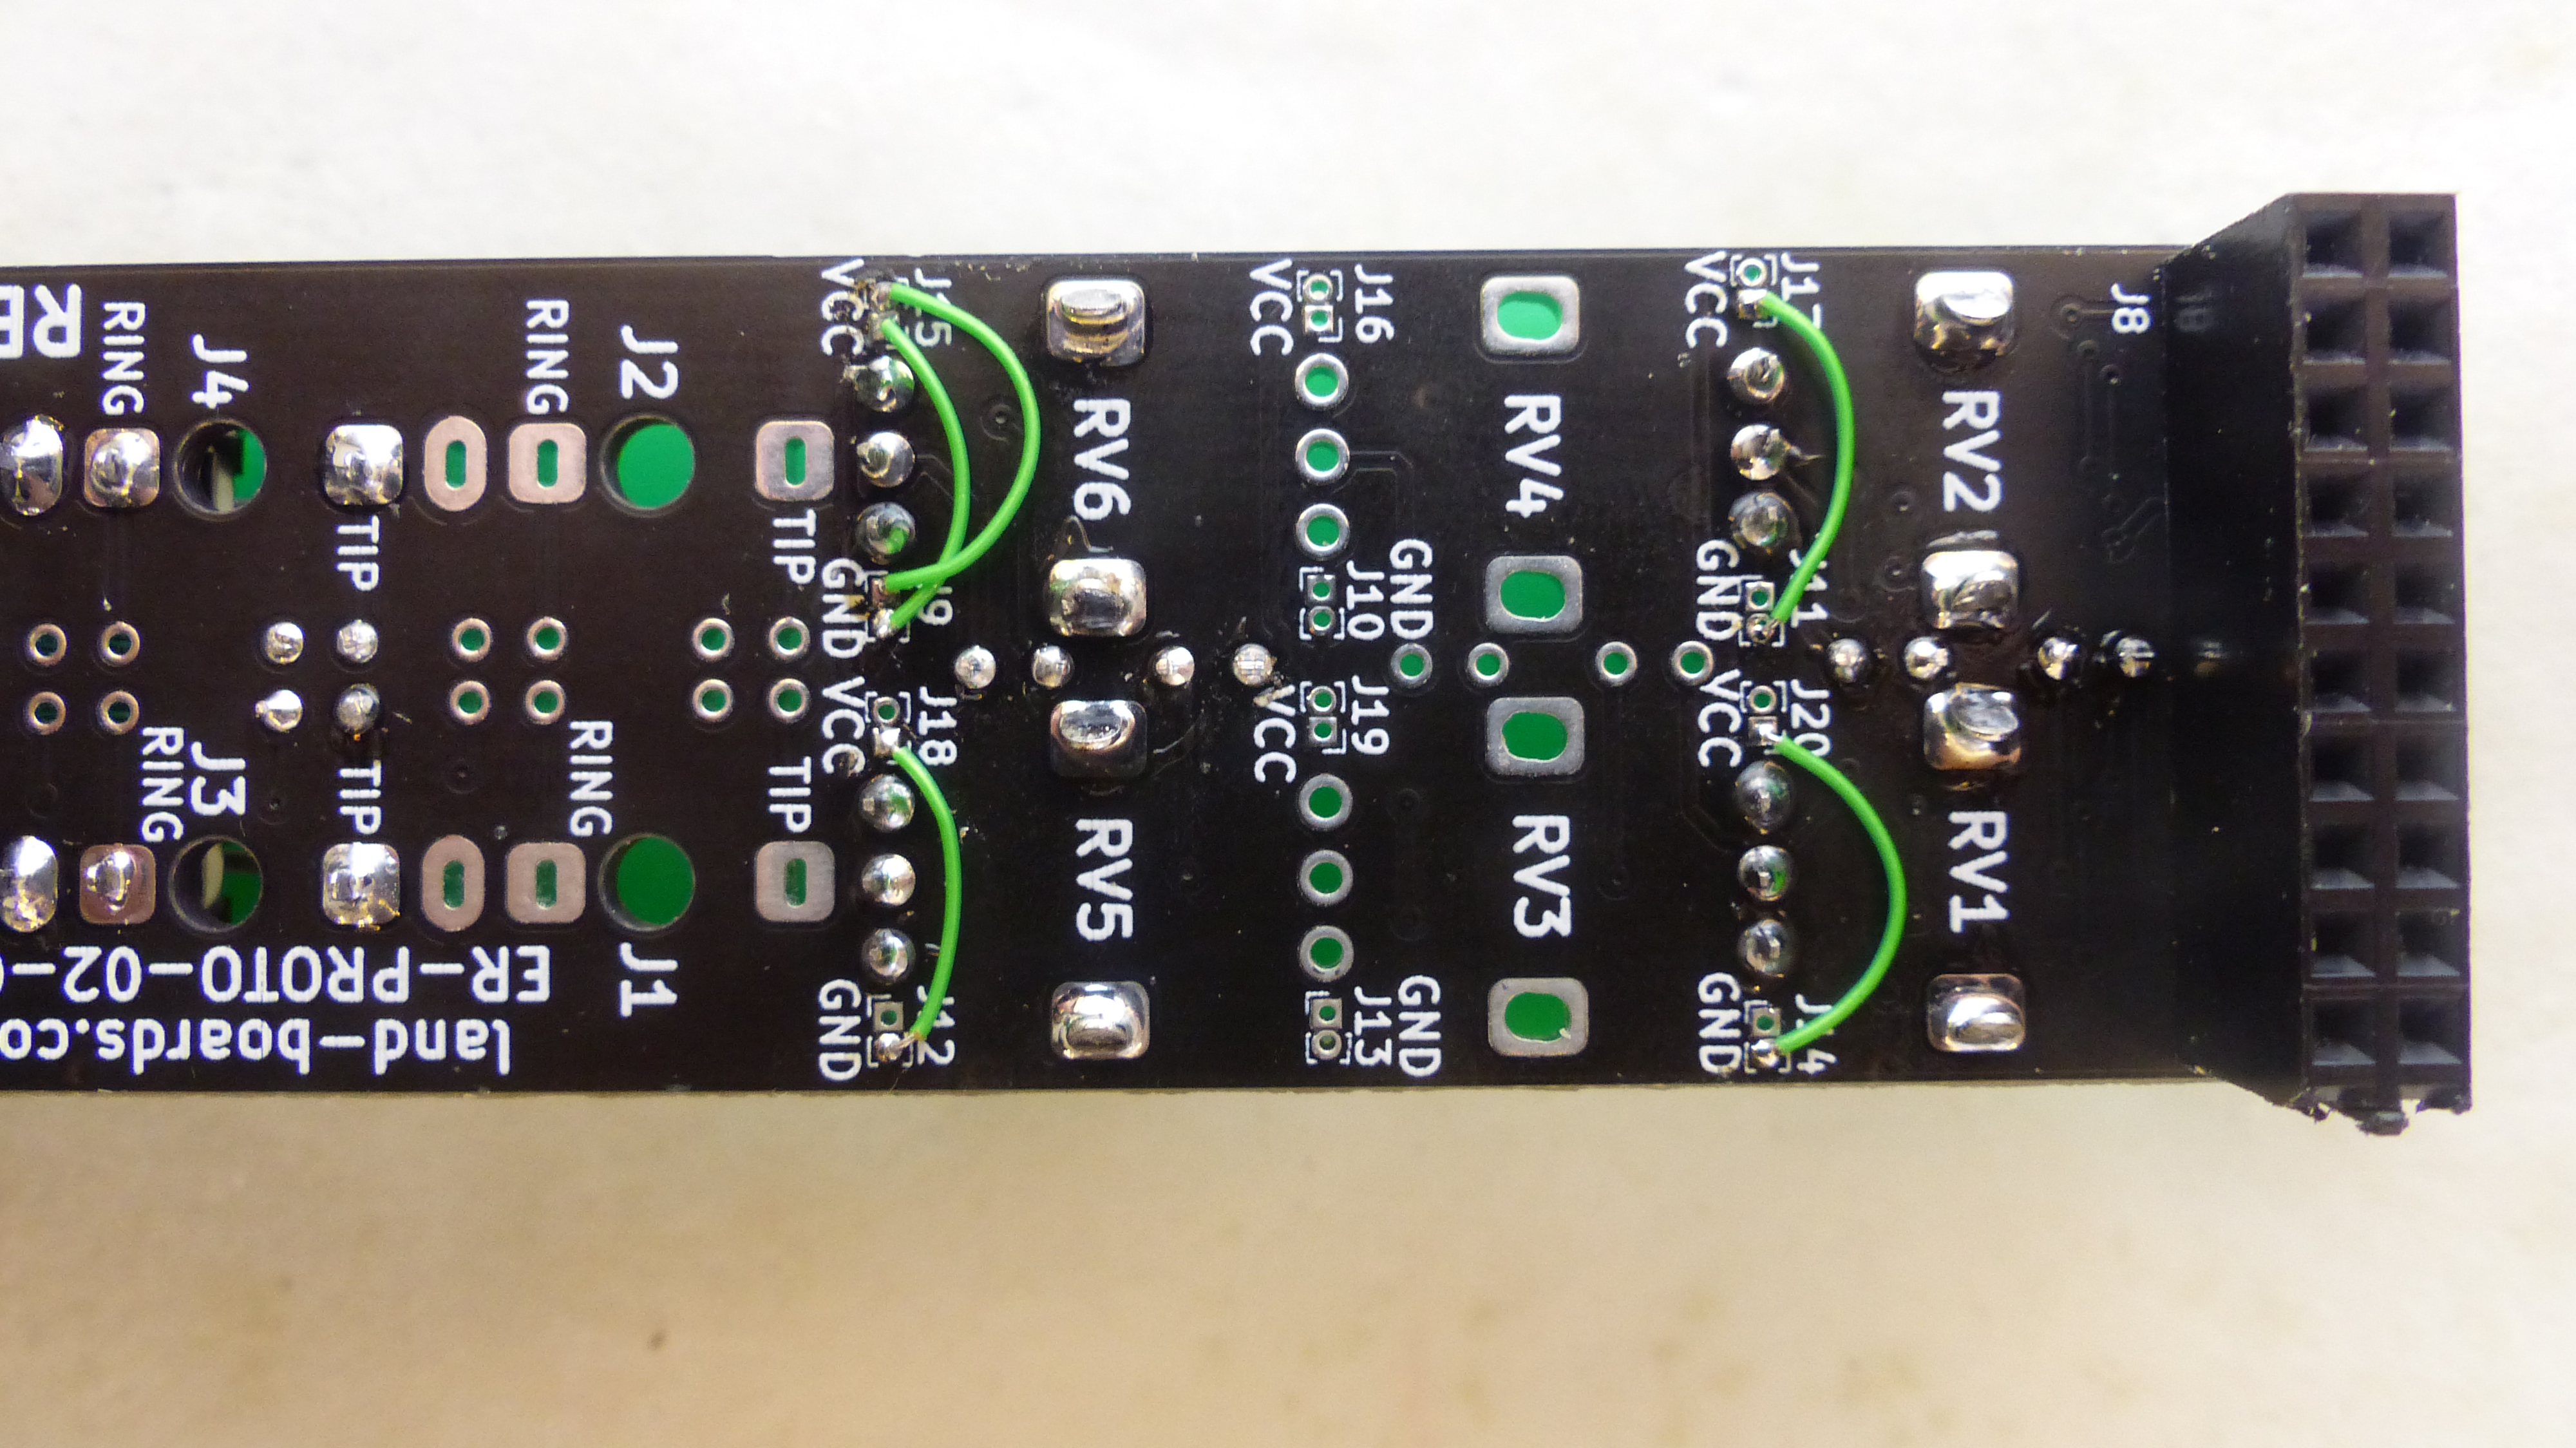 J8
RV2 RV1
J17 J11 J20 J14
VCC GND VCC GND
RV4 RV3
GND GND
J16 J10 J19 J13
VCC VCC
RV6 RV5
J15 J9 J18 J12
VCC GND VCC GND
TIP TIP
J2 J1
RING
RING
TIP TIP
J4 J3
RING
RING
land-boards.co
ER-PROTO-02-
RE